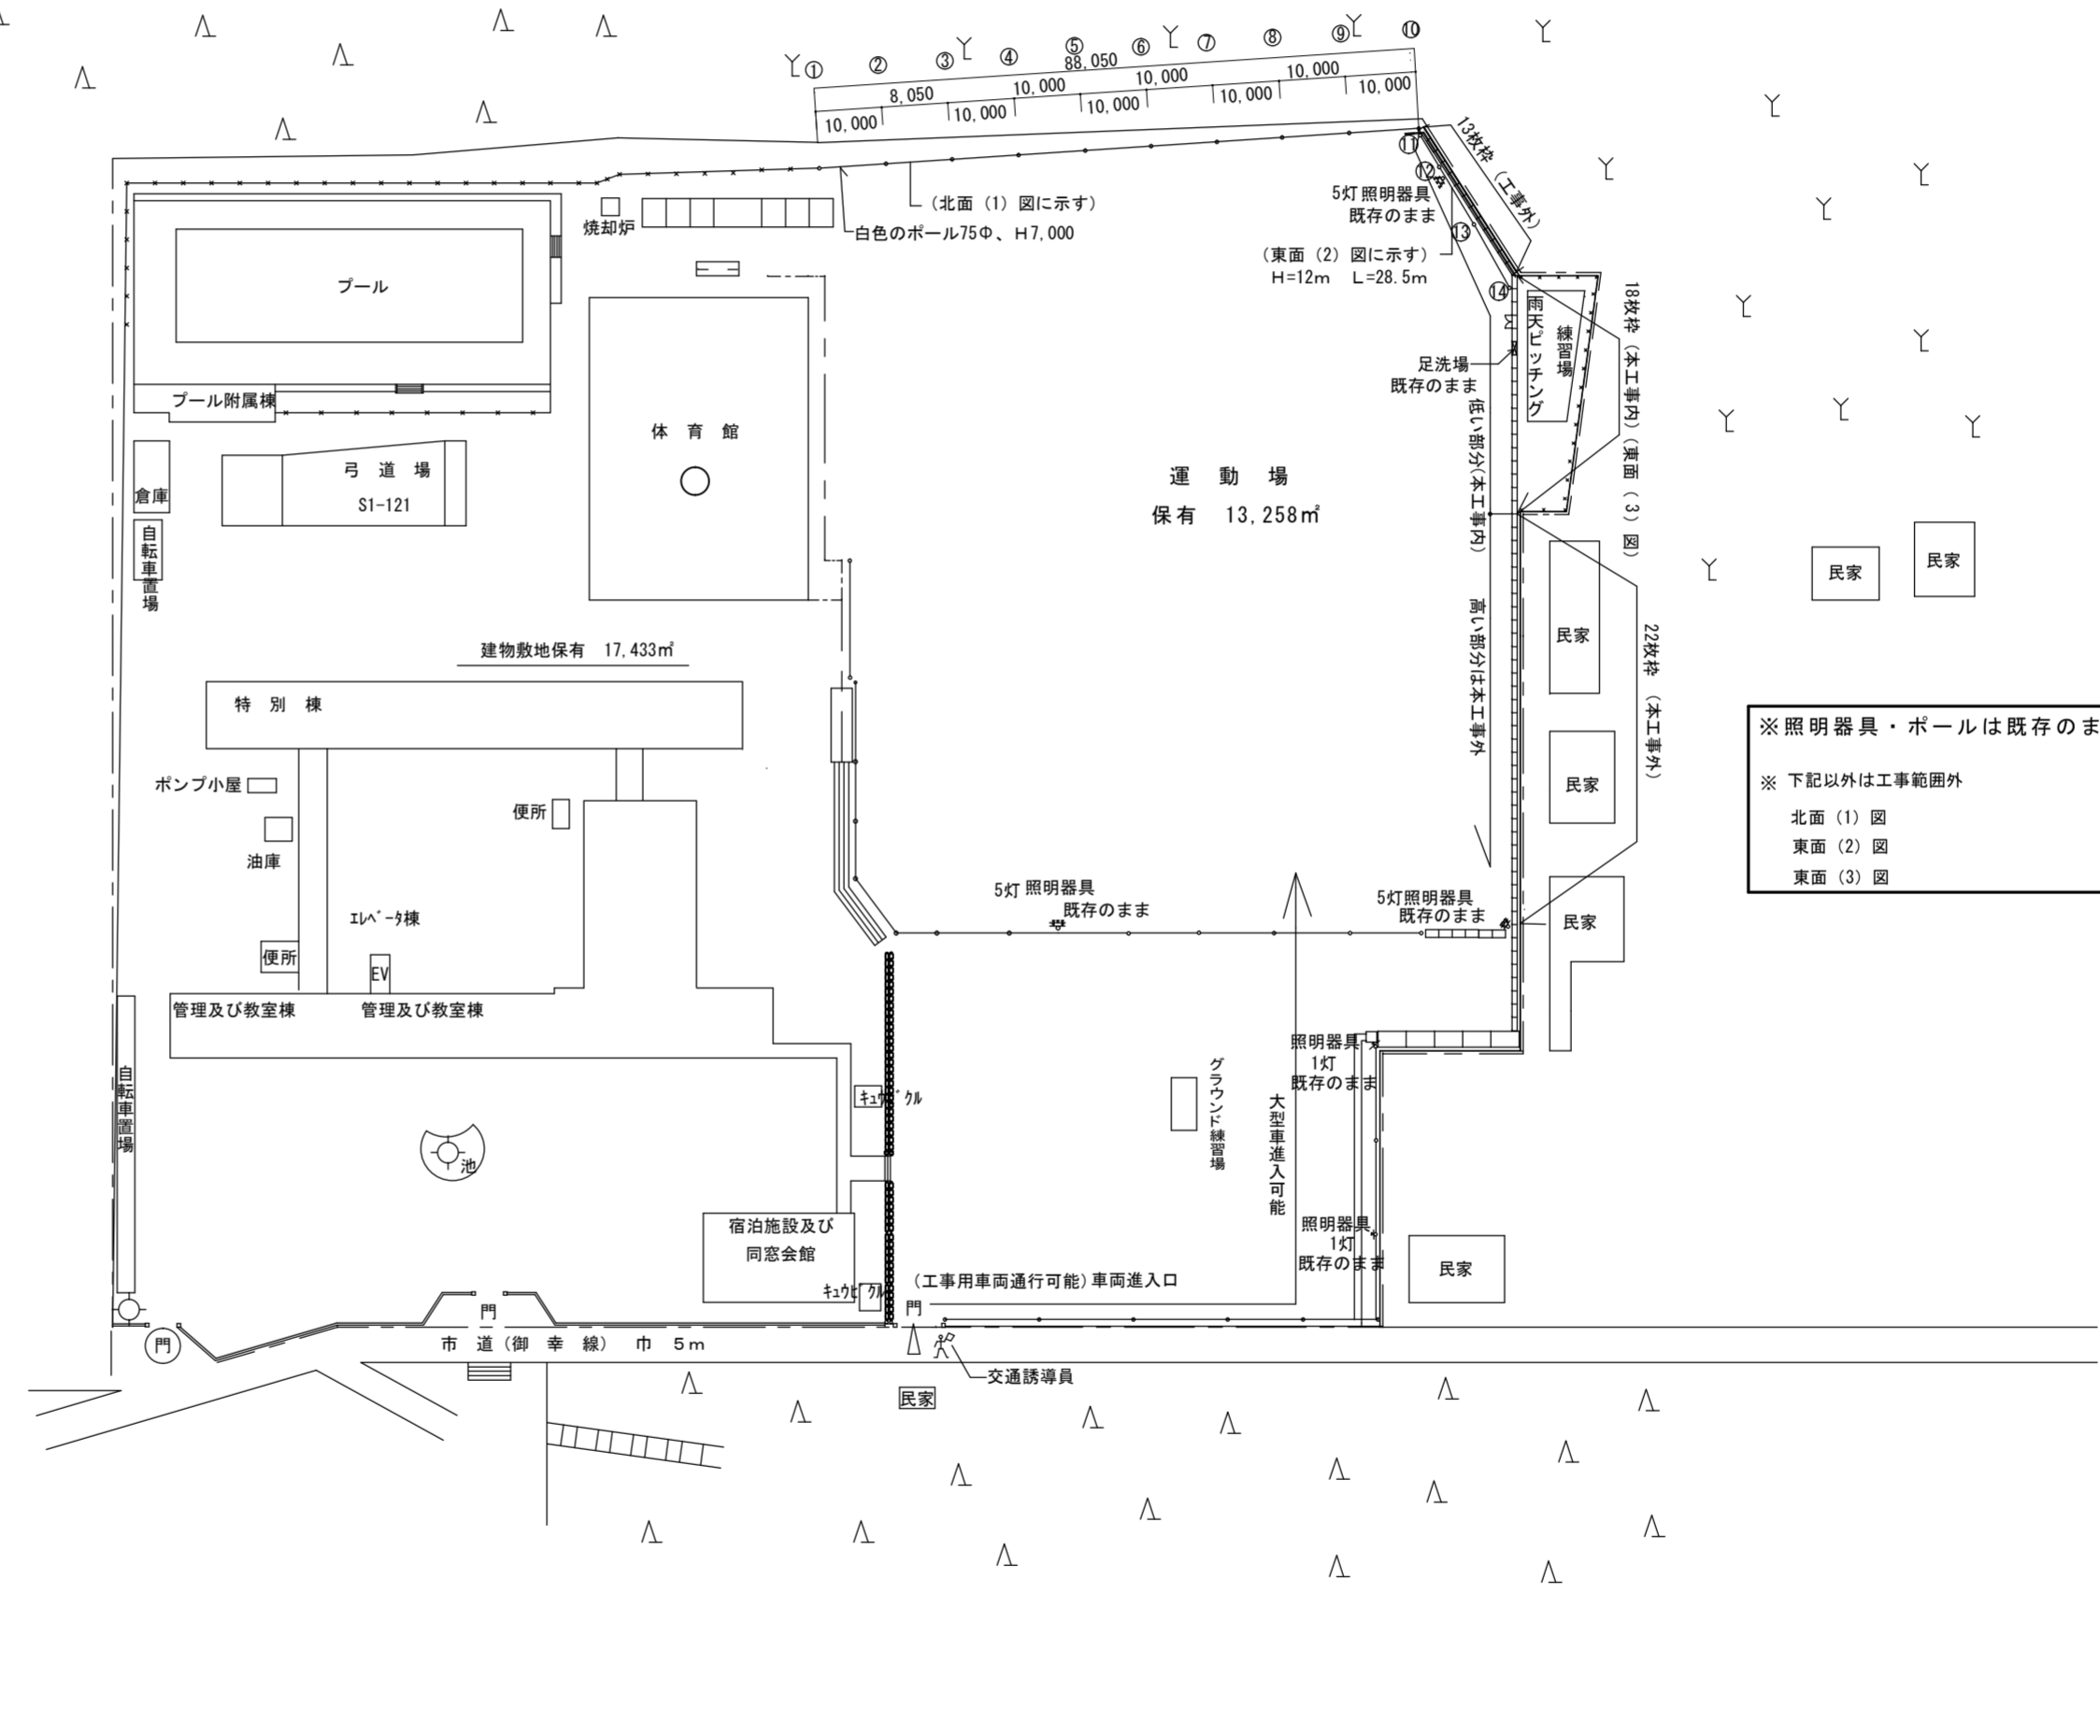 ① ② ③ ④ ⑤ ⑥ ⑦ ⑧ ⑨ ⑩
88,050
8,050 10,000 10,000 10,000
10,000 10,000 10,000 10,000 10,000
⑪
⑫
⑬
⑭
13枚枠(工事外)
5灯照明器具
既存のまま
(北面(1)図に示す)
白色のポール75Φ、H7,000
(東面(2)図に示す)
H=12m L=28.5m
焼却炉
プール
プール附属棟
体育館
弓道場
S1-121
倉庫
自転車置場
運動場
保有 13,258㎡
足洗場
既存のまま
雨天ピッチング
練習場
18枚枠(本工事内)(東面(3)図)
低い部分(本工事内)
高い部分は本工事外
22枚枠 (本工事外)
民家
民家
民家
民家
民家
建物敷地保有 17,433㎡
特別棟
ポンプ小屋
油庫
便所
エレベータ棟
便所
EV
管理及び教室棟
管理及び教室棟
※照明器具・ポールは既存のま
※ 下記以外は工事範囲外
北面(1)図
東面(2)図
東面(3)図
5灯照明器具
既存のまま
5灯照明器具
既存のまま
照明器具
1灯
既存のまま
グラウンド練習場
大型車進入可能
キュウビクル
自転車置場
池
宿泊施設及び
同窓会館
キュウビクル
照明器具
1灯
既存のまま
民家
(工事用車両通行可能)車両進入口
門
門
門
市道(御幸線) 巾 5m
交通誘導員
民家